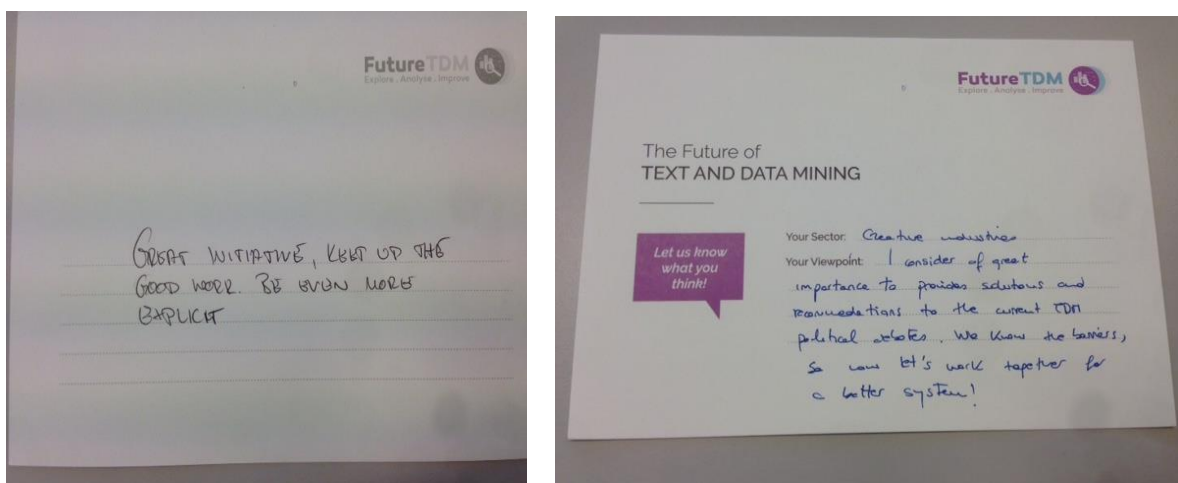 FutureTDM
Explore . Analyse . Improve
GREAT INITIATIVE, KEEP UP THE
GOOD WORK. BE EVEN MORE
EXPLICIT
FutureTDM
Explore . Analyse . Improve
The Future of
TEXT AND DATA MINING
Let us know
what you
think!
Your Sector: Creative industries
Your Viewpoint: I consider of great
importance to provides solutions and
recommedations to the current TDM
political debates. We know the barriers,
so now let's work together for
a better system!